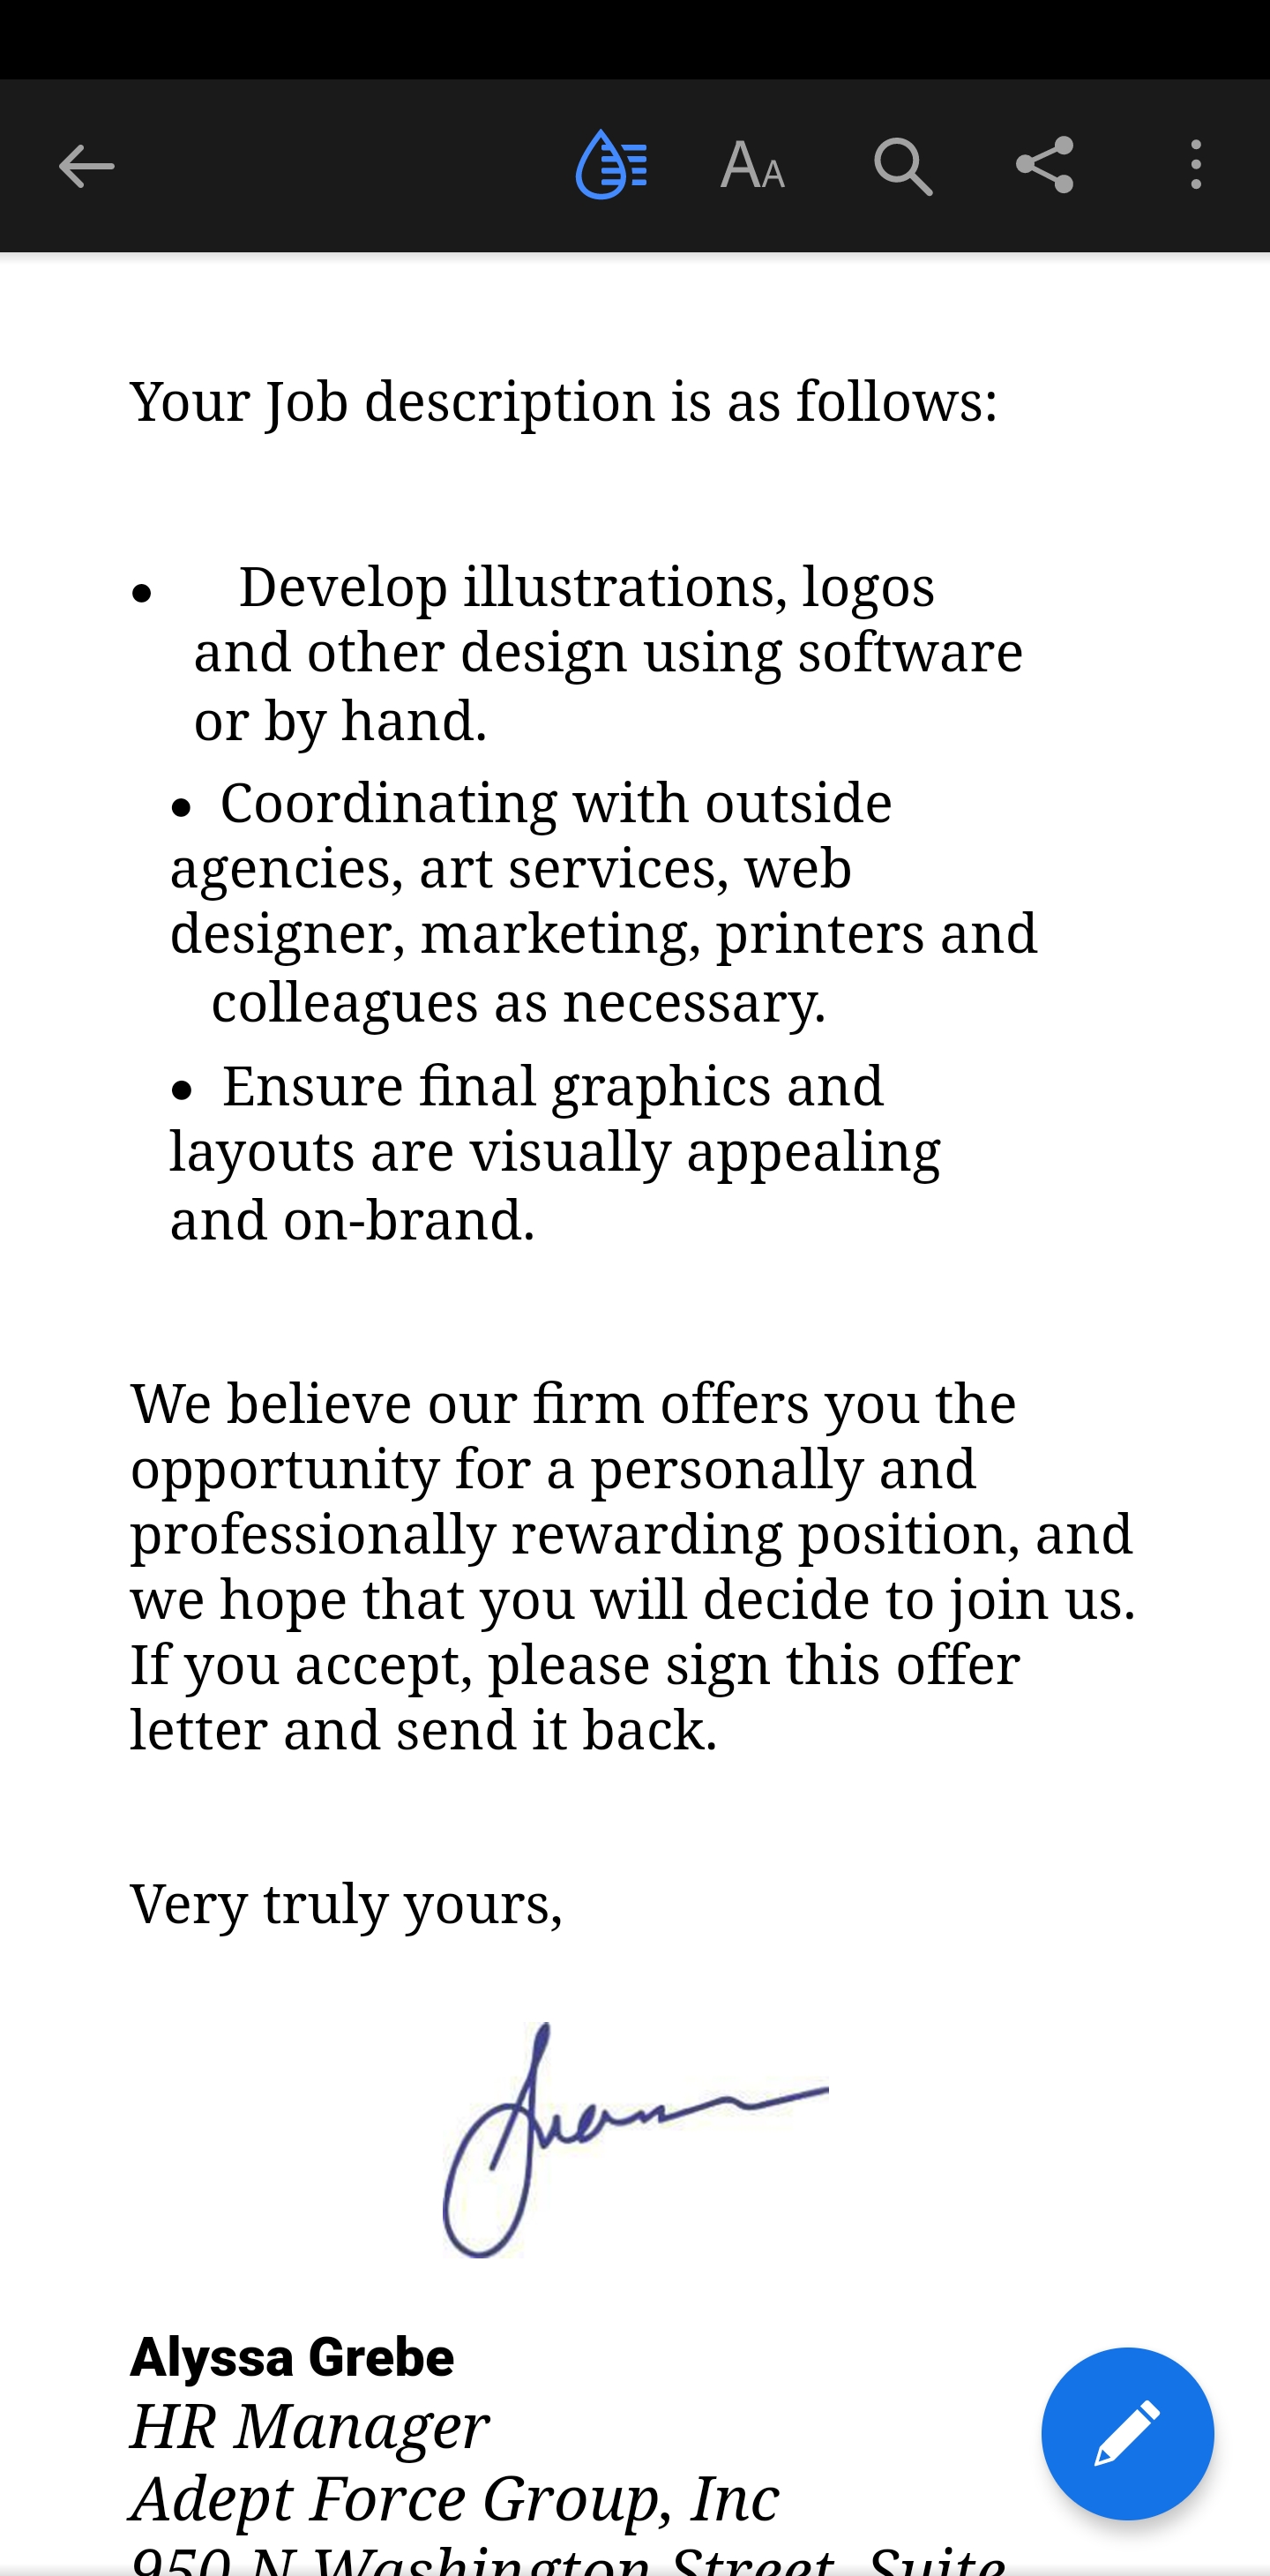 AA
Your Job description is as follows:
• Develop illustrations, logos
and other design using software
or by hand.
• Coordinating with outside
agencies, art services, web
designer, marketing, printers and
colleagues as necessary.
• Ensure final graphics and
layouts are visually appealing
and on-brand.
We believe our firm offers you the
opportunity for a personally and
professionally rewarding position, and
we hope that you will decide to join us.
If you accept, please sign this offer
letter and send it back.
Very truly yours,
Alyssa Grebe
HR Manager
Adept Force Group, Inc
950 N Washington Street, Suite